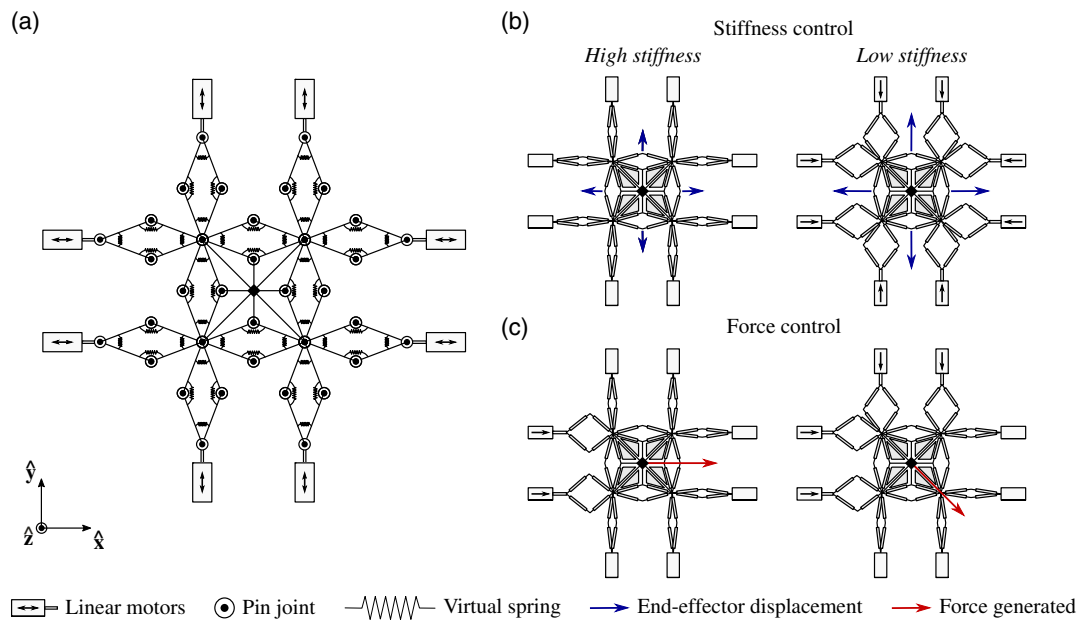 (a)
(b)
Stiffness control
High stiffness
Low stiffness
(c)
Force control
ŷ
ẑ
x̂
Linear motors
Pin joint
Virtual spring
End-effector displacement
Force generated